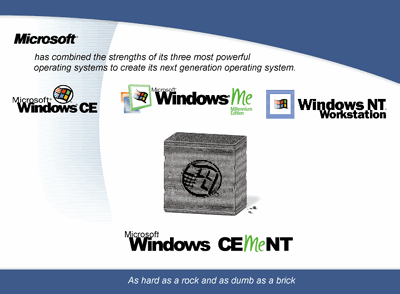 Microsoft®
has combined the strengths of its three most powerful
operating systems to create its next generation operating system.
Microsoft®
Windows CE
Microsoft®
Windows Me
Millennium
Edition
Windows NT®
Workstation
Microsoft
Windows CEMeNT
As hard as a rock and as dumb as a brick